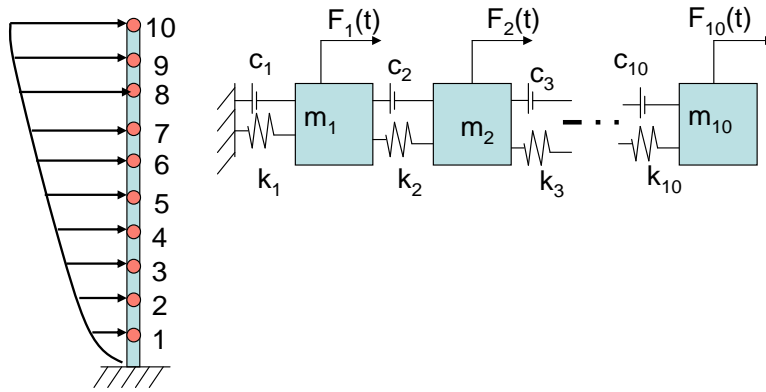 10
9
8
7
6
5
4
3
2
1
F₁(t) F₂(t) F₁₀(t)
c₁ c₂ c₃ c₁₀
m₁ m₂ m₁₀
k₁ k₂ k₃ k₁₀